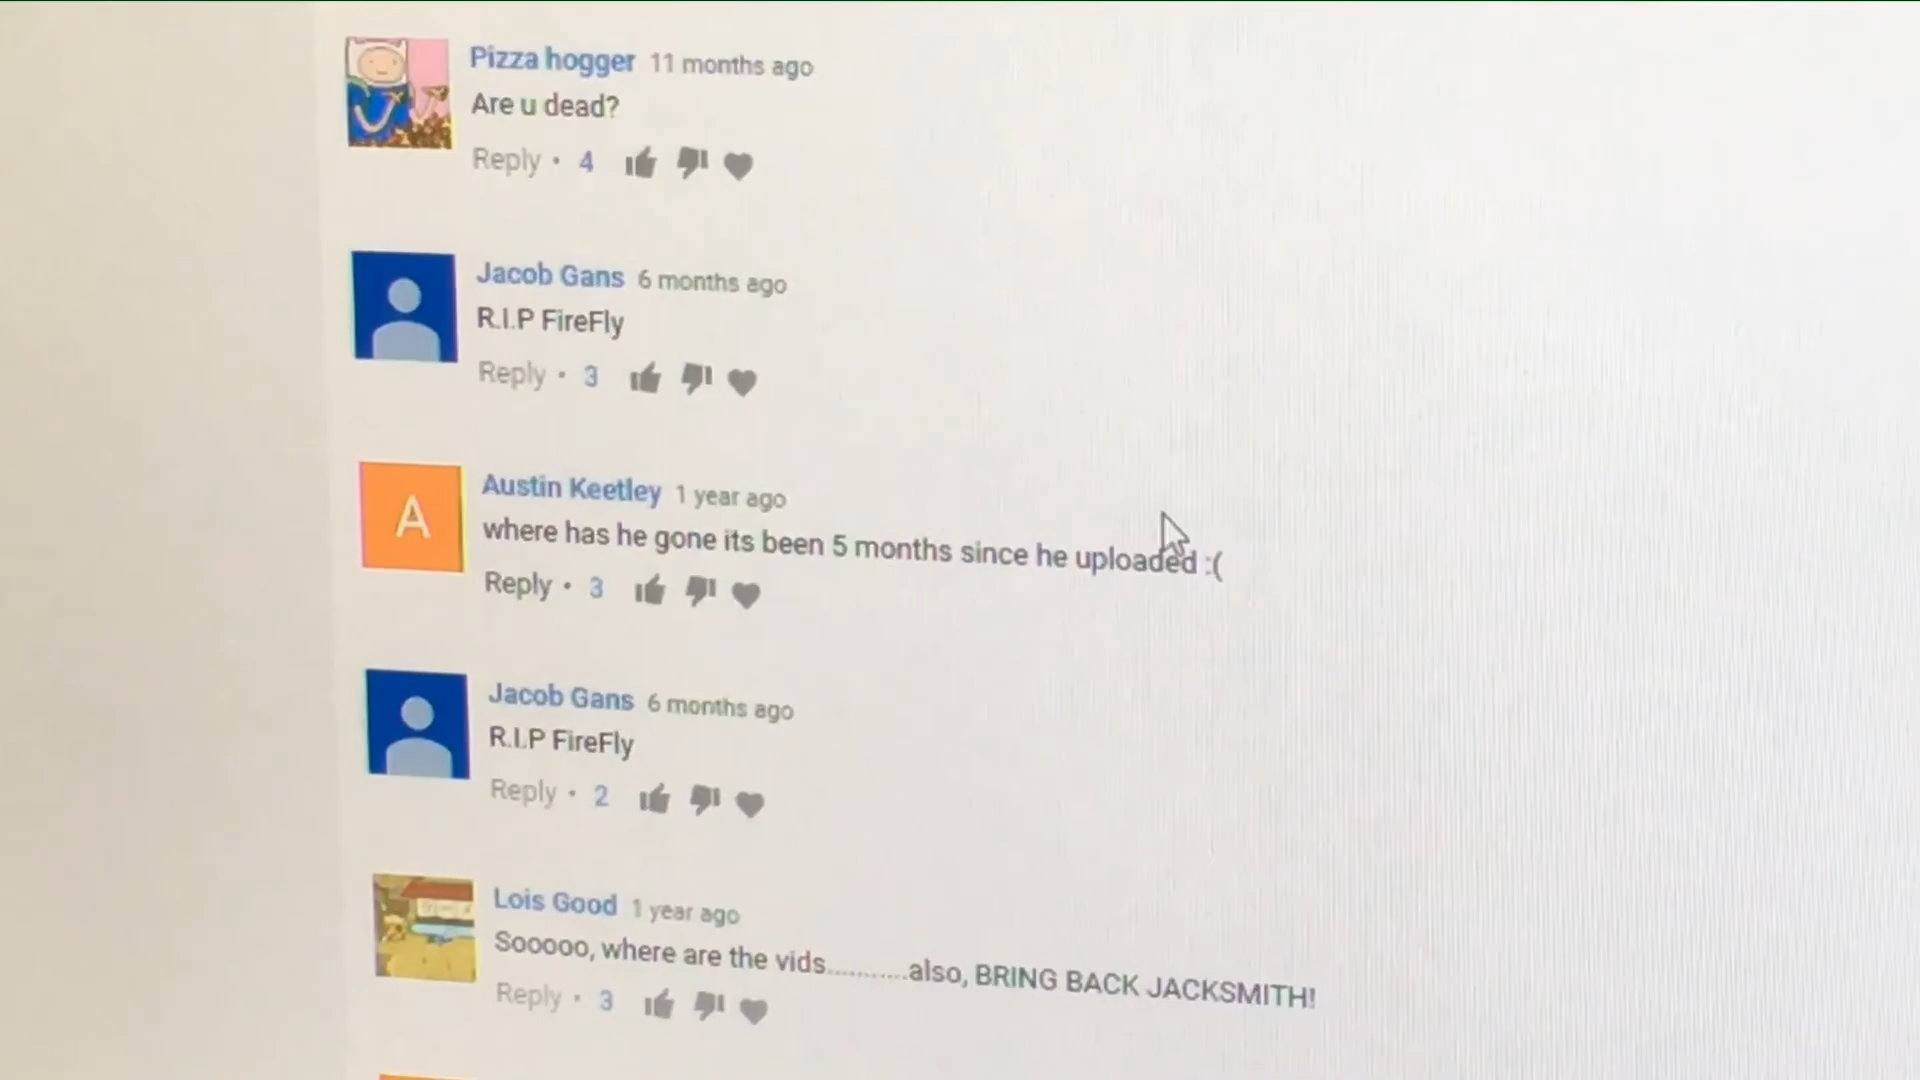 Pizza hogger 11 months ago
Are u dead?
Reply • 4
Jacob Gans 6 months ago
R.I.P FireFly
Reply • 3
A
Austin Keetley 1 year ago
where has he gone its been 5 months since he uploaded :(
Reply • 3
Jacob Gans 6 months ago
R.I.P FireFly
Reply • 2
Lois Good 1 year ago
Sooooo, where are the vids...........also, BRING BACK JACKSMITH!
Reply • 3